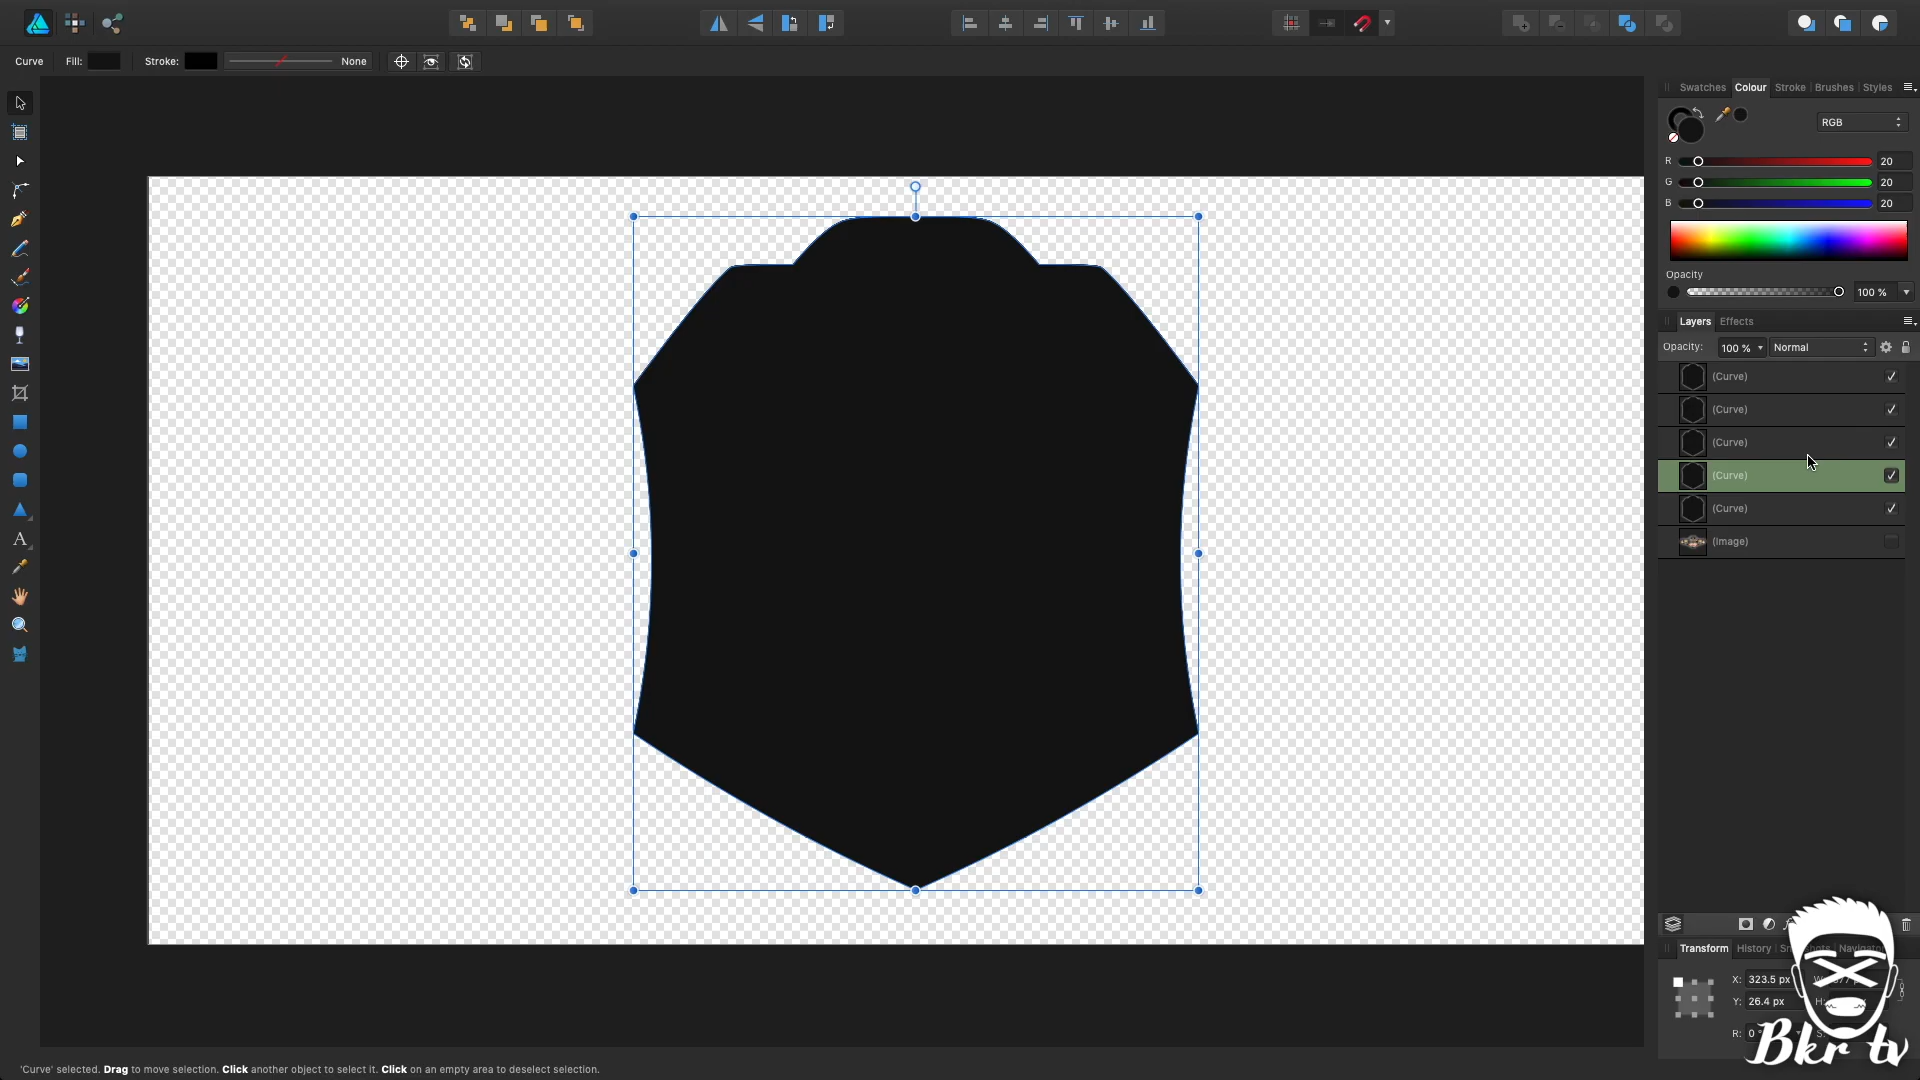 Curve Fill: Stroke: None
Swatches Colour Stroke Brushes Styles
RGB
R 20
G 20
B 20
Opacity
100 %
Layers Effects
Opacity: 100 % Normal
(Curve)
(Curve)
(Curve)
(Curve)
(Curve)
(Image)
A
Transform History
X: 323.5 px
Y: 26.4 px
R: 0
Bkr tv
'Curve' selected. Drag to move selection. Click another object to select it. Click on an empty area to deselect selection.